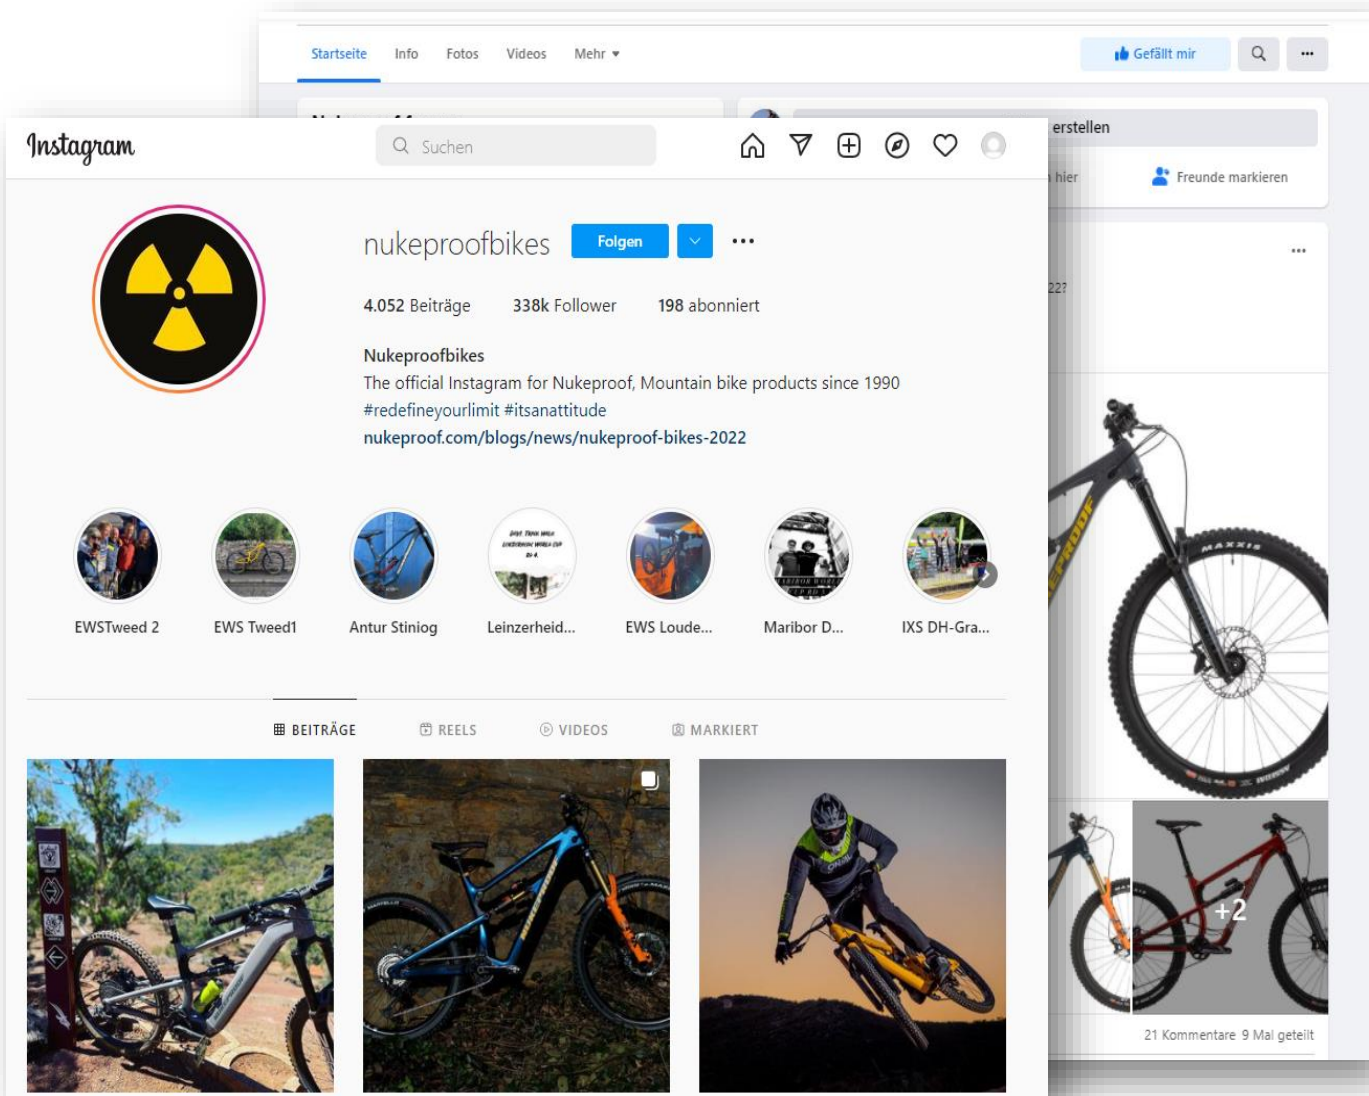 Startseite Info Fotos Videos Mehr Gefällt mir
erstellen
hier Freunde markieren
22?
Instagram Suchen
nukeproofbikes Folgen
4.052 Beiträge 338k Follower 198 abonniert
Nukeproofbikes
The official Instagram for Nukeproof, Mountain bike products since 1990
#redefineyourlimit #itsanattitude
nukeproof.com/blogs/news/nukeproof-bikes-2022
EWSTweed 2 EWS Tweed1 Antur Stiniog Leinzerheid... EWS Loude... Maribor D... IXS DH-Gra...
BEITRÄGE REELS VIDEOS MARKIERT
MAXXIS
+2
21 Kommentare 9 Mal geteilt